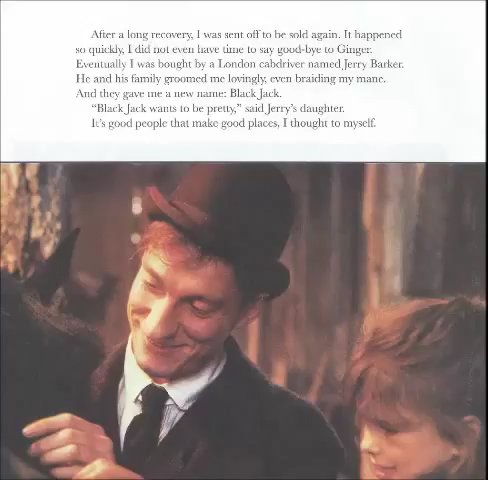 After a long recovery, I was sent off to be sold again. It happened
so quickly, I did not even have time to say good-bye to Ginger.
Eventually I was bought by a London cabdriver named Jerry Barker.
He and his family groomed me lovingly, even braiding my mane.
And they gave me a new name: Black Jack.
“Black Jack wants to be pretty,” said Jerry’s daughter.
It’s good people that make good places, I thought to myself.